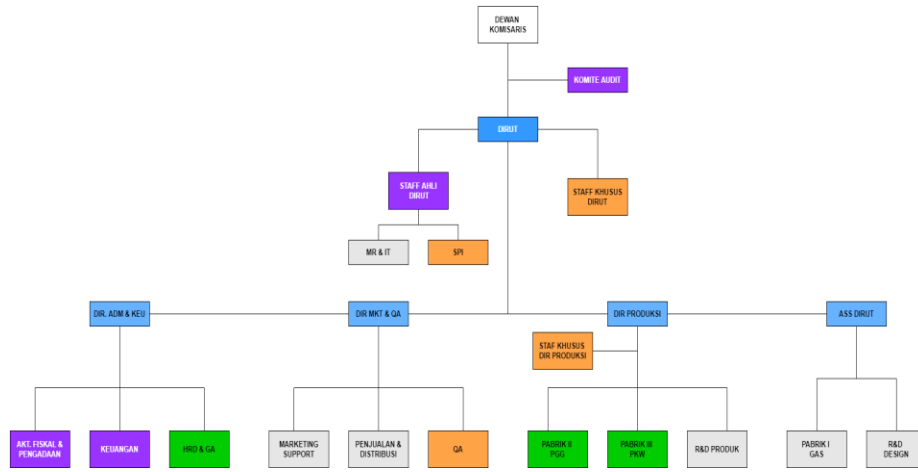 DEWAN
KOMISARIS
KOMITE AUDIT
DIRUT
STAFF AHLI
DIRUT
STAFF KHUSUS
DIRUT
MR & IT
SPI
DIR. ADM & KEU
DIR MKT & QA
DIR PRODUKSI
ASS DIRUT
STAF KHUSUS
DIR PRODUKSI
AKT. FISKAL &
PENGADAAN
KEUANGAN
HRD & GA
MARKETING
SUPPORT
PENJUALAN &
DISTRIBUSI
QA
PABRIK II
PGG
PABRIK III
PKW
R&D PRODUK
PABRIK I
GAS
R&D
DESIGN